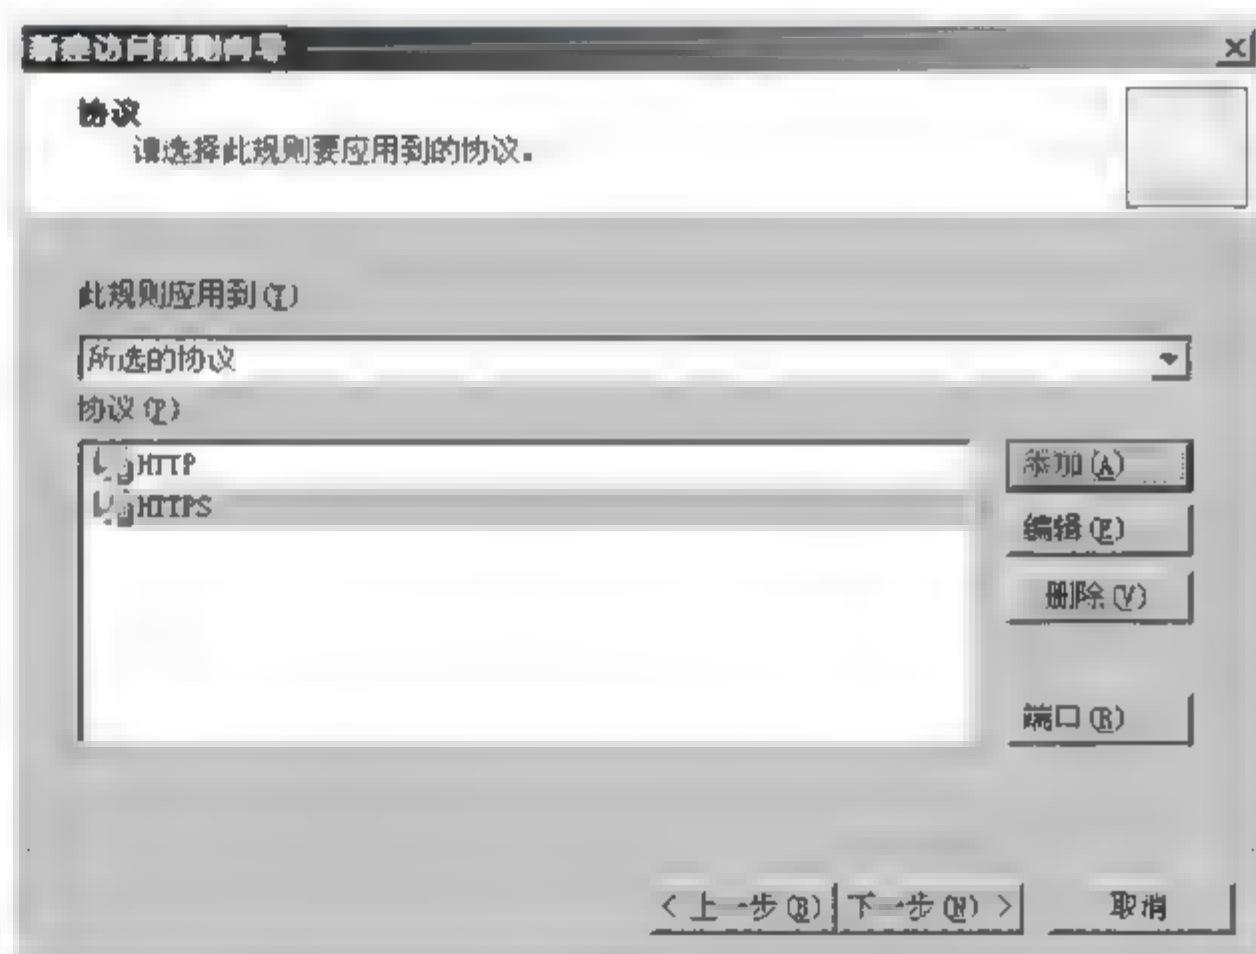 新建访问规则向导
协议
请选择此规则要应用到的协议。
此规则应用到(T)
所选的协议
协议(P)
HTTP
HTTPS
添加(A)...
编辑(E)
删除(V)
端口(R)
< 上一步(B)
下一步(N) >
取消